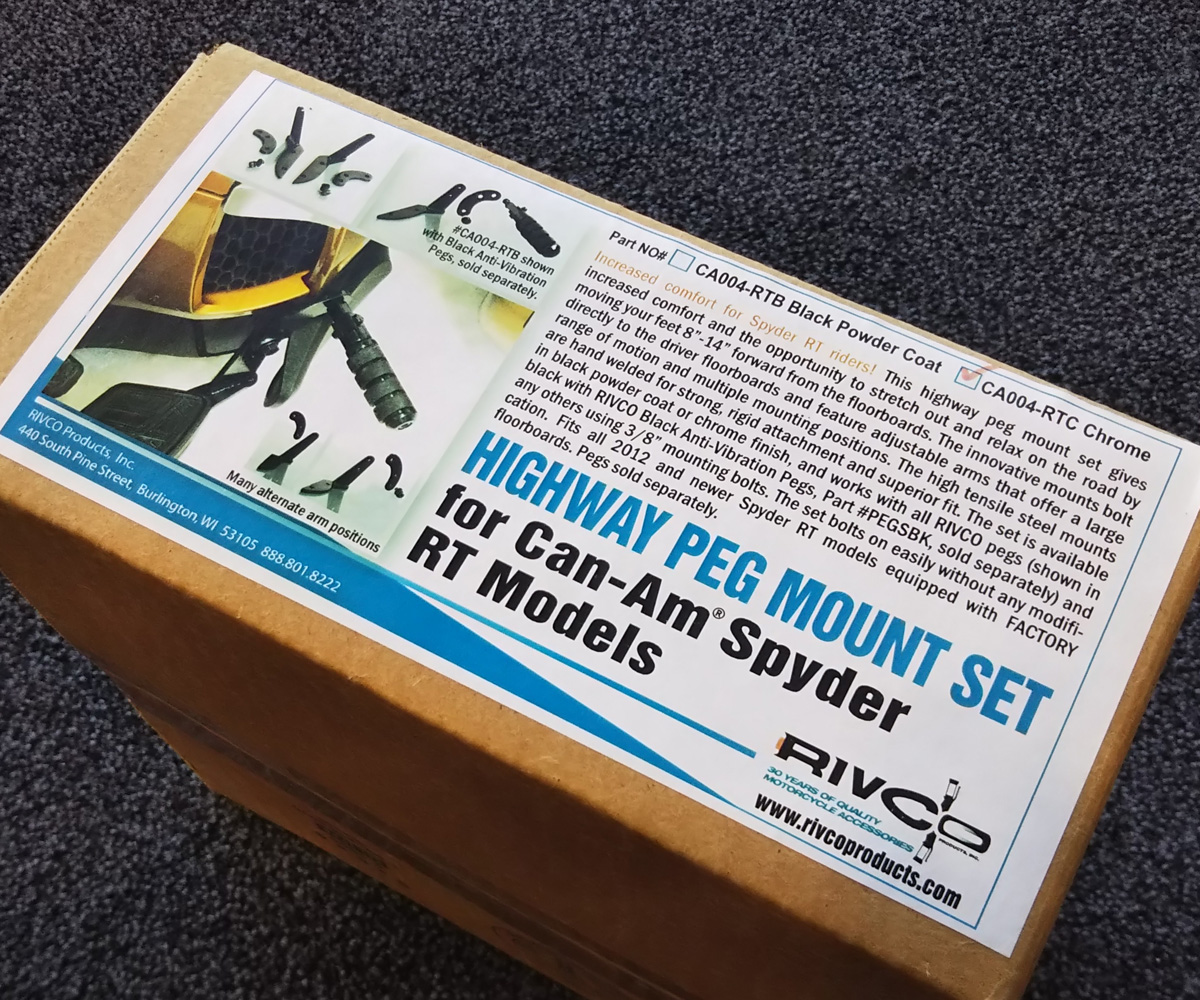 #CA004-RTB shown
with Black Anti-Vibration
Pegs, sold separately.
Many alternate arm positions
RIVCO Products, Inc.
440 South Pine Street, Burlington, WI 53105 888.801.8222
Part NO# CA004-RTB Black Powder Coat CA004-RTC Chrome
Increased comfort for Spyder RT riders! This highway peg mount set gives
increased comfort and the opportunity to stretch out and relax on the road by
moving your feet 8"-14" forward from the floorboards. The innovative mounts bolt
directly to the driver floorboards and feature adjustable arms that offer a large
range of motion and multiple mounting positions. The high tensile steel mounts
are hand welded for strong, rigid attachment and superior fit. The set is available
in black powder coat or chrome finish, and works with all RIVCO pegs (shown in
black with RIVCO Black Anti-Vibration Pegs, Part #PEGSBK, sold separately) and
any others using 3/8" mounting bolts. The set bolts on easily without any modifi-
cation. Fits all 2012 and newer Spyder RT models equipped with FACTORY
floorboards. Pegs sold separately.
HIGHWAY PEG MOUNT SET
for Can-Am® Spyder
RT Models
RIVCO
PRODUCTS, INC.
30 YEARS OF QUALITY
MOTORCYCLE ACCESSORIES
www.rivcoproducts.com